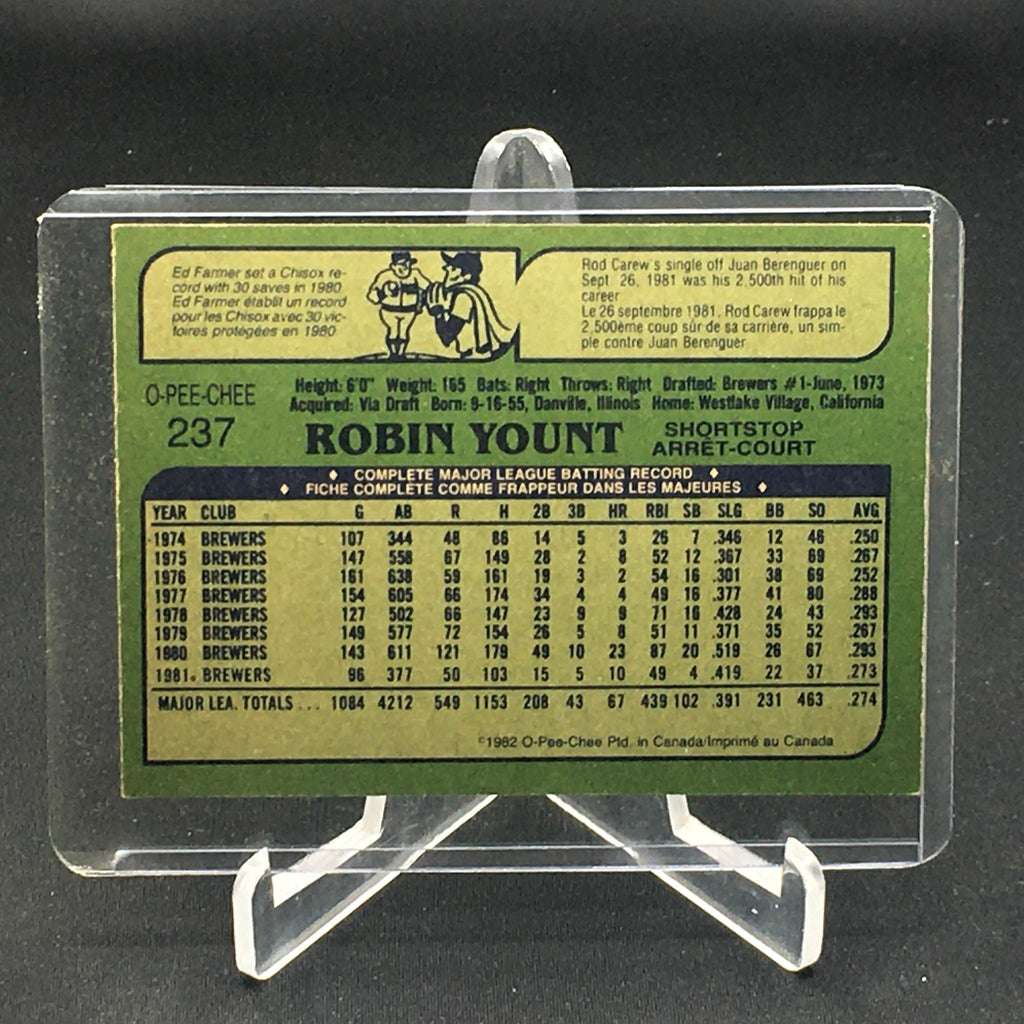 Ed Farmer set a Chisox re-
cord with 30 saves in 1980
Ed Farmer établit un record
pour les Chisox avec 30 vic-
toires protégées en 1980
Rod Carew's single off Juan Berenguer on
Sept. 26, 1981 was his 2,500th hit of his
career
Le 26 septembre 1981, Rod Carew frappa le
2,500ème coup sûr de sa carrière, un sim-
ple contre Juan Berenguer
O-PEE-CHEE
237
Height: 6'0" Weight: 165 Bats: Right Throws: Right Drafted: Brewers #1-June, 1973
Acquired: Via Draft Born: 9-16-55, Danville, Illinois Home: Westlake Village, California
ROBIN YOUNT
SHORTSTOP
ARRÊT-COURT
♦ COMPLETE MAJOR LEAGUE BATTING RECORD ♦
♦ FICHE COMPLÈTE COMME FRAPPEUR DANS LES MAJEURES ♦
YEAR CLUB G AB R H 2B 3B HR RBI SB SLG BB SO AVG
1974 BREWERS 107 344 48 86 14 5 3 26 7 .346 12 46 .250
1975 BREWERS 147 558 67 149 28 2 8 52 12 .367 33 69 .267
1976 BREWERS 161 638 59 161 19 3 2 54 16 .301 38 69 .252
1977 BREWERS 154 605 66 174 34 4 4 49 16 .377 41 80 .288
1978 BREWERS 127 502 66 147 23 9 9 71 16 .428 24 43 .293
1979 BREWERS 149 577 72 154 26 5 8 51 11 .371 35 52 .267
1980 BREWERS 143 611 121 179 49 10 23 87 20 .519 26 67 .293
1981 BREWERS 96 377 50 103 15 5 10 49 4 .419 22 37 .273
MAJOR LEA. TOTALS ... 1084 4212 549 1153 208 43 67 439 102 .391 231 463 .274
©1982 O-Pee-Chee Ptd. in Canada/Imprimé au Canada